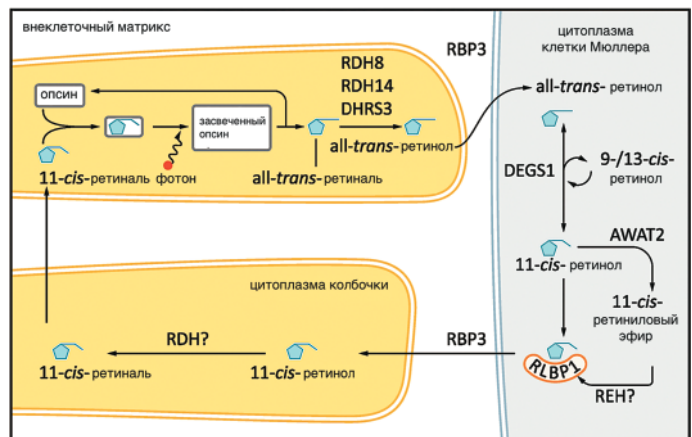 внеклеточный матрикс
цитоплазма
клетки Мюллера
RBP3
RDH8
RDH14
DHRS3
опсин
засвеченный
опсин
all-trans-ретинол
all-trans-ретинол
11-cis-ретиналь
фотон
all-trans-ретиналь
DEGS1
9-/13-cis-
ретинол
AWAT2
11-cis-ретинол
11-cis-
ретиниловый
эфир
цитоплазма колбочки
RDH?
RBP3
RLBP1
REH?
11-cis-ретиналь
11-cis-ретинол